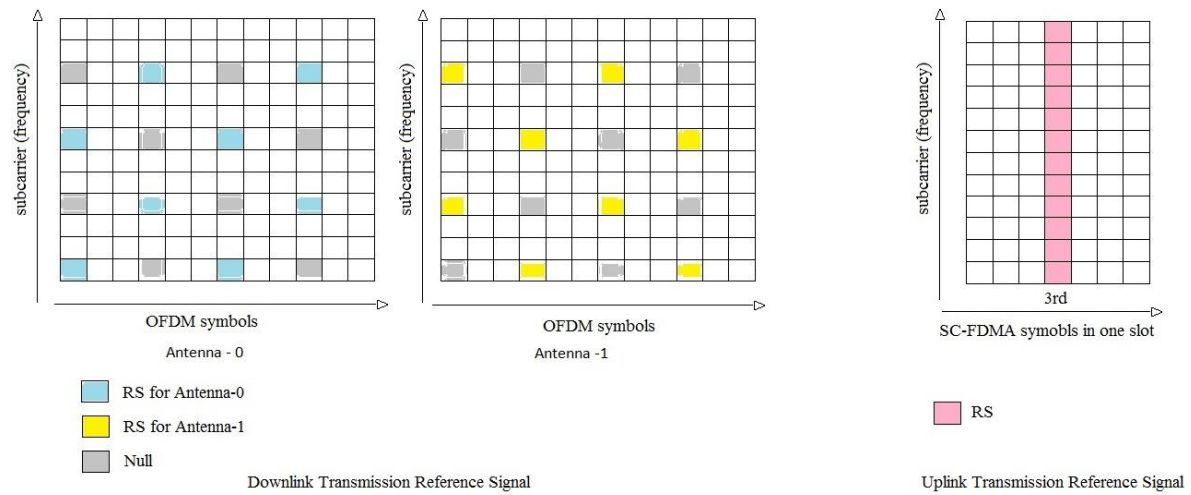 subcarrier (frequency)
OFDM symbols
Antenna - 0
subcarrier (frequency)
OFDM symbols
Antenna -1
RS for Antenna-0
RS for Antenna-1
Null
Downlink Transmission Reference Signal
subcarrier (frequency)
3rd
SC-FDMA symobls in one slot
RS
Uplink Transmission Reference Signal